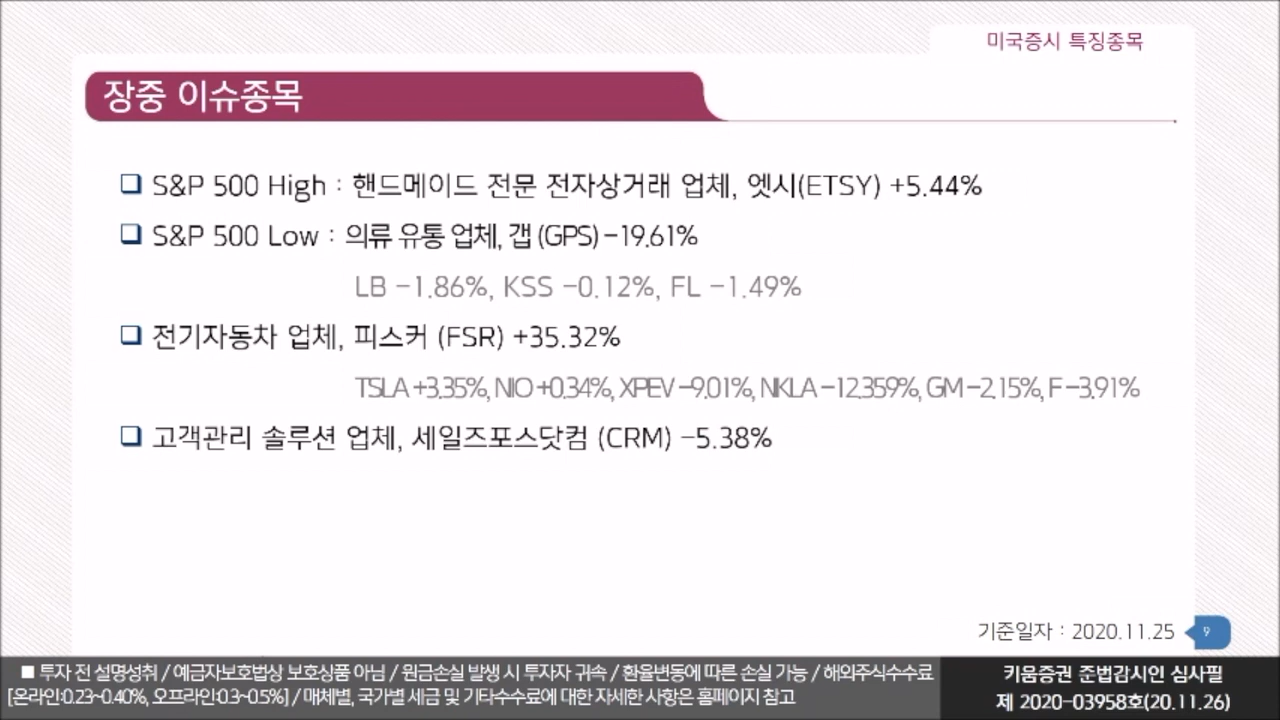 미국증시 특징종목
장중 이슈종목
❑ S&P 500 High : 핸드메이드 전문 전자상거래 업체, 엣시(ETSY) +5.44%
❑ S&P 500 Low : 의류 유통 업체, 갭 (GPS) -19.61%
LB -1.86%, KSS -0.12%, FL -1.49%
❑ 전기자동차 업체, 피스커 (FSR) +35.32%
TSLA +3.35%, NIO +0.34%, XPEV -9.01%, NKLA -12.359%, GM -2.15%, F -3.91%
❑ 고객관리 솔루션 업체, 세일즈포스닷컴 (CRM) -5.38%
기준일자 : 2020.11.25
9
■ 투자 전 설명성취 / 예금자보호법상 보호상품 아님 / 원금손실 발생 시 투자자 귀속 / 환율변동에 따른 손실 가능 / 해외주식수수료
[온라인:0.23~0.40%, 오프라인:0.3~0.5%] / 매체별, 국가별 세금 및 기타수수료에 대한 자세한 사항은 홈페이지 참고
키움증권 준법감시인 심사필
제 2020-03958호(20.11.26)